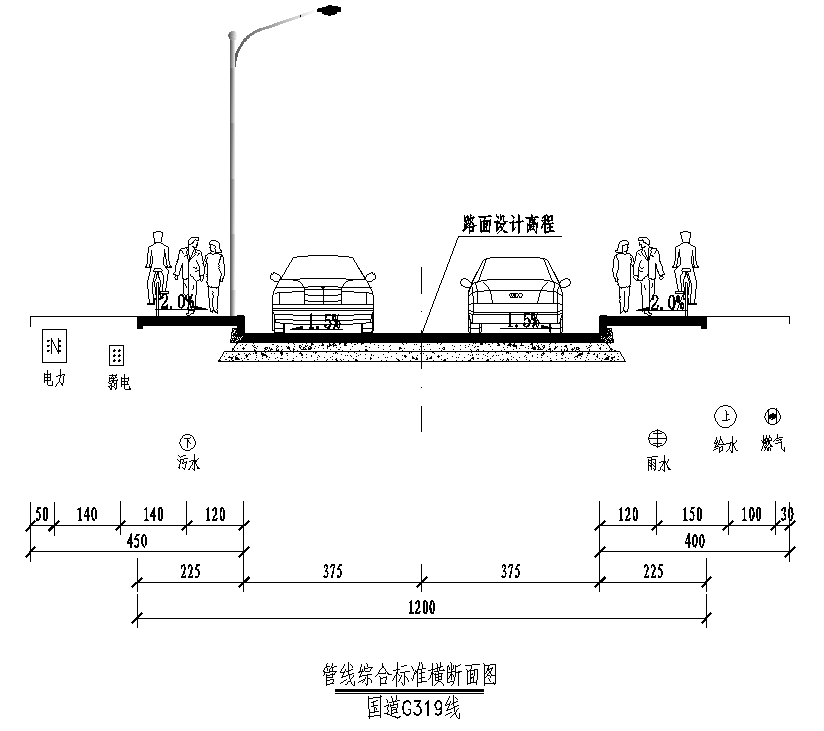 路面设计高程
2.0%
2.0%
1.5%
1.5%
电力
弱电
上
下
污水
雨水
给水
燃气
50 140 140 120 120 150 100 30
450 400
225 375 375 225
1200
管线综合标准横断面图
国道G319线